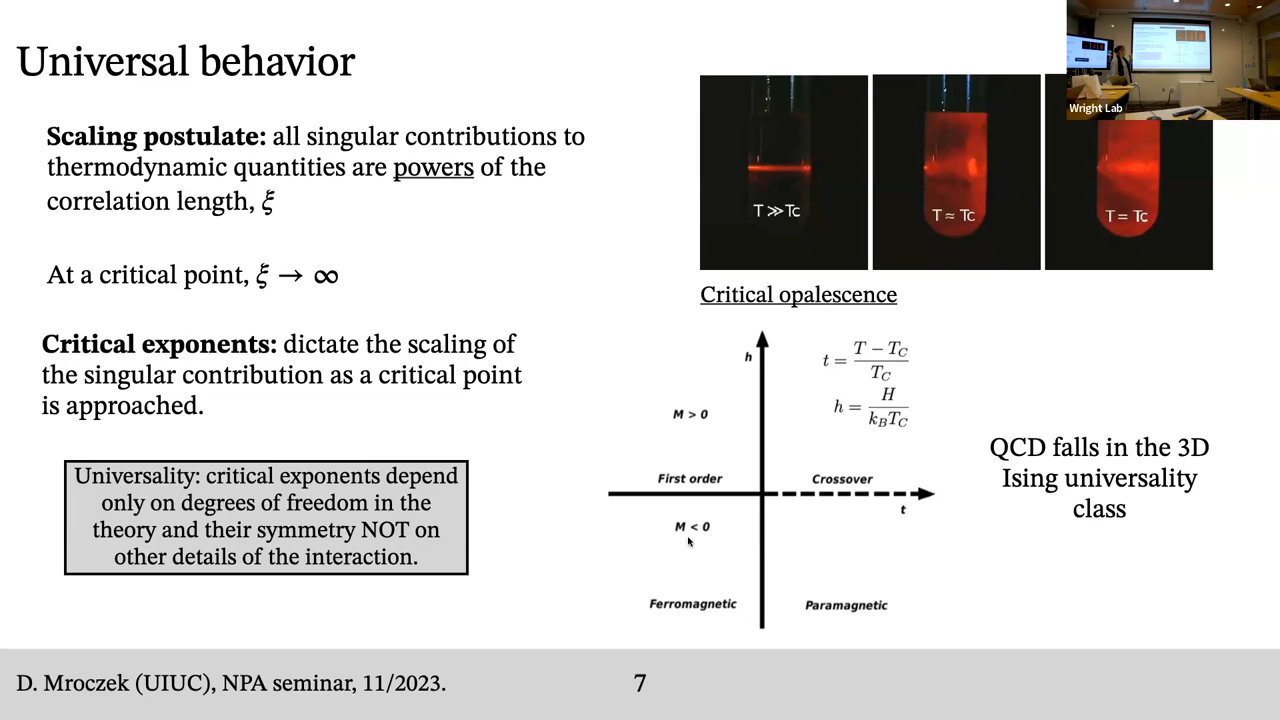 Universal behavior
Scaling postulate: all singular contributions to
thermodynamic quantities are powers of the
correlation length, ξ
At a critical point, ξ → ∞
Critical exponents: dictate the scaling of
the singular contribution as a critical point
is approached.
Universality: critical exponents depend
only on degrees of freedom in the
theory and their symmetry NOT on
other details of the interaction.
Wright Lab
T ≫ Tc
T ≈ Tc
T = Tc
Critical opalescence
h
t = (T − T_C) / T_C
h = H / (k_B T_C)
M > 0
First order
Crossover
t
M < 0
Ferromagnetic
Paramagnetic
QCD falls in the 3D
Ising universality
class
D. Mroczek (UIUC), NPA seminar, 11/2023.
7